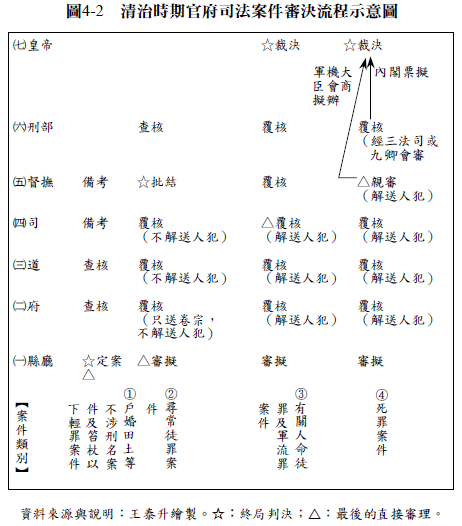 圖4-2　清治時期官府司法案件審決流程示意圖
㈦皇帝　☆裁決　☆裁決
軍機大
臣會商
擬辦
內閣票擬
㈥刑部　查核　覆核　覆核
（經三法司或
九卿會審
㈤督撫　備考　☆批結　覆核　△親審
（解送人犯）
㈣司　備考　覆核　△覆核　覆核
（不解送人犯）　（解送人犯）　（解送人犯）
㈢道　查核　覆核　覆核　覆核
（不解送人犯）　（解送人犯）　（解送人犯）
㈡府　查核　覆核　覆核　覆核
（只送卷宗，　（解送人犯）　（解送人犯）
不解送人犯）
㈠縣廳　☆定案　△審擬　審擬　審擬
△
【案件類別】
①戶婚田土等
不涉刑名案
件及笞杖以
下輕罪案件
②尋常徒罪案
件
③有關人命徒
罪及軍流罪
案件
④死罪案件
資料來源與說明：王泰升繪製。☆：終局判決；△：最後的直接審理。